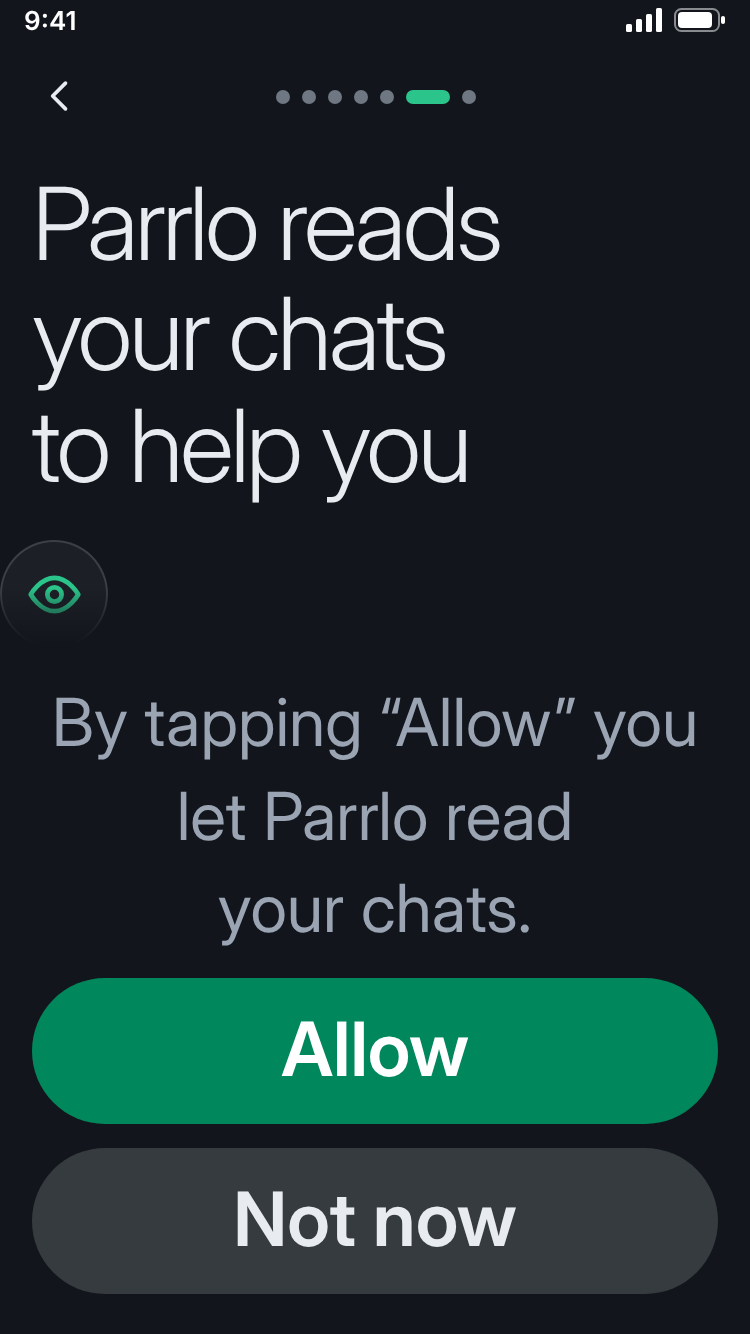 9:41
Parrlo reads
your chats
to help you
By tapping “Allow” you
let Parrlo read
your chats.
Allow
Not now